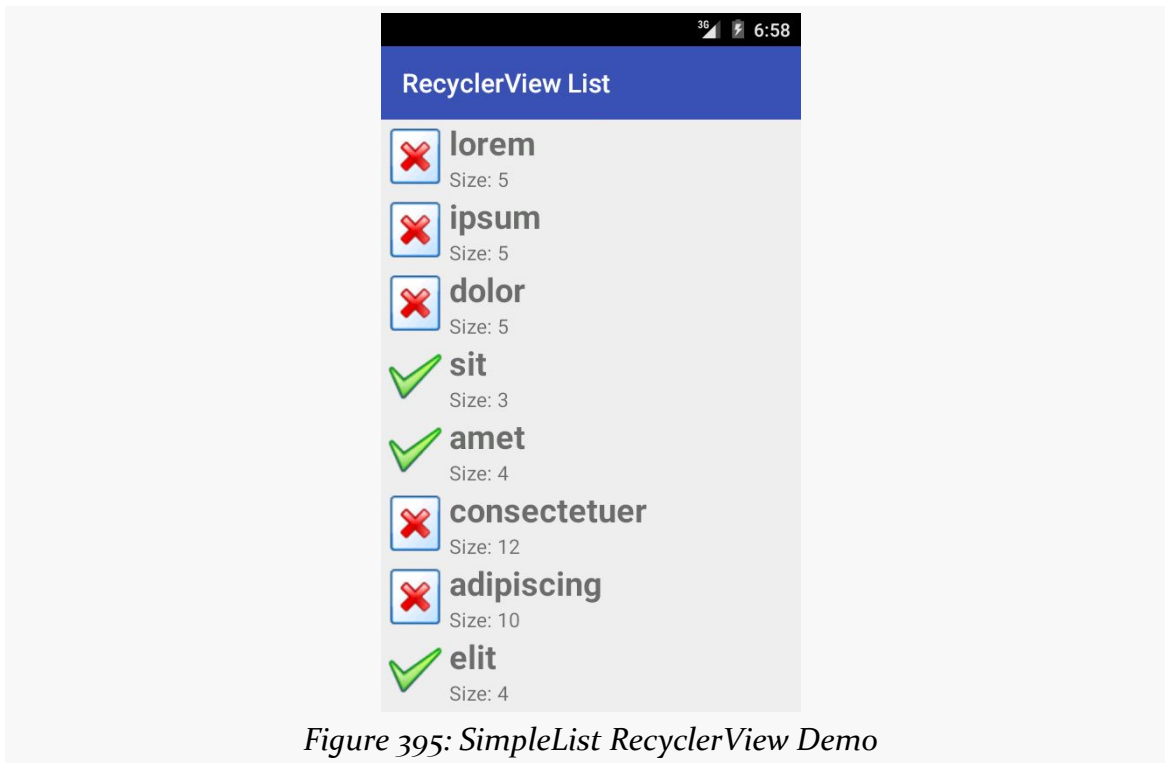 3G 6:58
RecyclerView List
lorem
Size: 5
ipsum
Size: 5
dolor
Size: 5
sit
Size: 3
amet
Size: 4
consectetuer
Size: 12
adipiscing
Size: 10
elit
Size: 4
Figure 395: SimpleList RecyclerView Demo